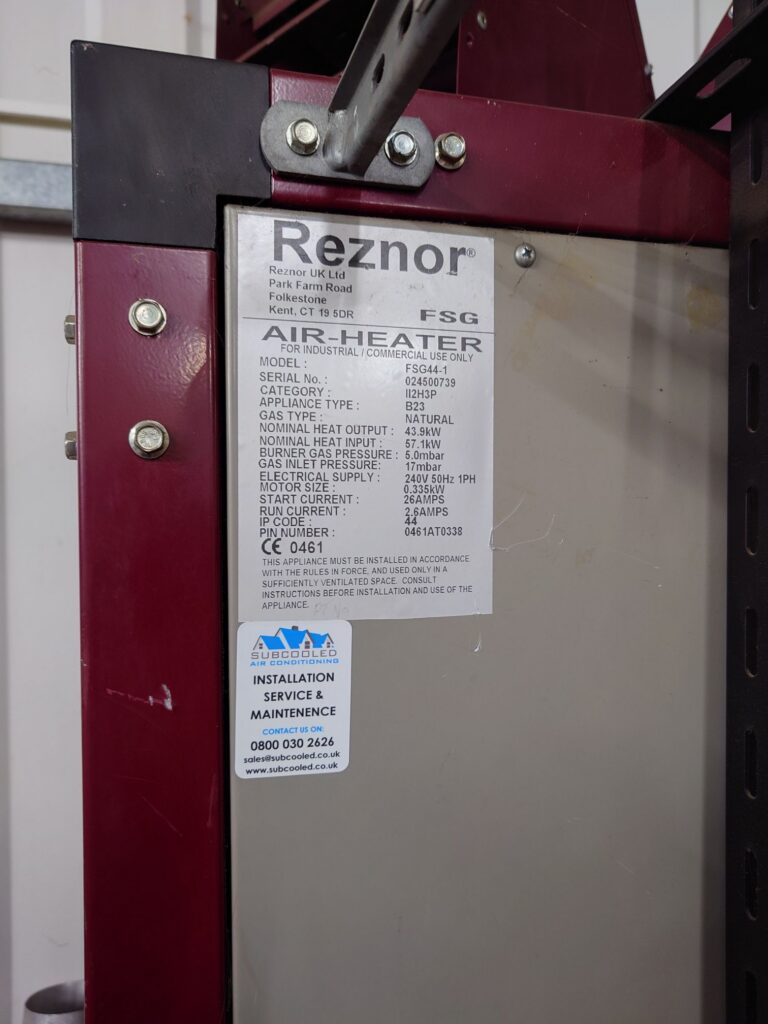 Reznor®
Reznor UK Ltd
Park Farm Road
Folkestone
Kent, CT 19 5DR
FSG
AIR-HEATER
FOR INDUSTRIAL / COMMERCIAL USE ONLY
MODEL : FSG44-1
SERIAL No. : 024500739
CATEGORY : II2H3P
APPLIANCE TYPE : B23
GAS TYPE : NATURAL
NOMINAL HEAT OUTPUT : 43.9kW
NOMINAL HEAT INPUT : 57.1kW
BURNER GAS PRESSURE : 5.0mbar
GAS INLET PRESSURE: 17mbar
ELECTRICAL SUPPLY : 240V 50Hz 1PH
MOTOR SIZE : 0.335kW
START CURRENT : 26AMPS
RUN CURRENT : 2.6AMPS
IP CODE : 44
PIN NUMBER : 0461AT0338
CE 0461
THIS APPLIANCE MUST BE INSTALLED IN ACCORDANCE
WITH THE RULES IN FORCE, AND USED ONLY IN A
SUFFICIENTLY VENTILATED SPACE. CONSULT
INSTRUCTIONS BEFORE INSTALLATION AND USE OF THE
APPLIANCE.
SUBCOOLED
AIR CONDITIONING
INSTALLATION
SERVICE &
MAINTENENCE
CONTACT US ON:
0800 030 2626
sales@subcooled.co.uk
www.subcooled.co.uk